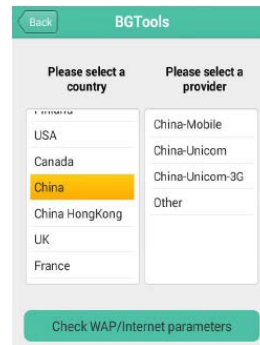 Back
BGTools
Please select a
country
Please select a
provider
USA
Canada
China
China HongKong
UK
France
China-Mobile
China-Unicom
China-Unicom-3G
Other
Check WAP/Internet parameters